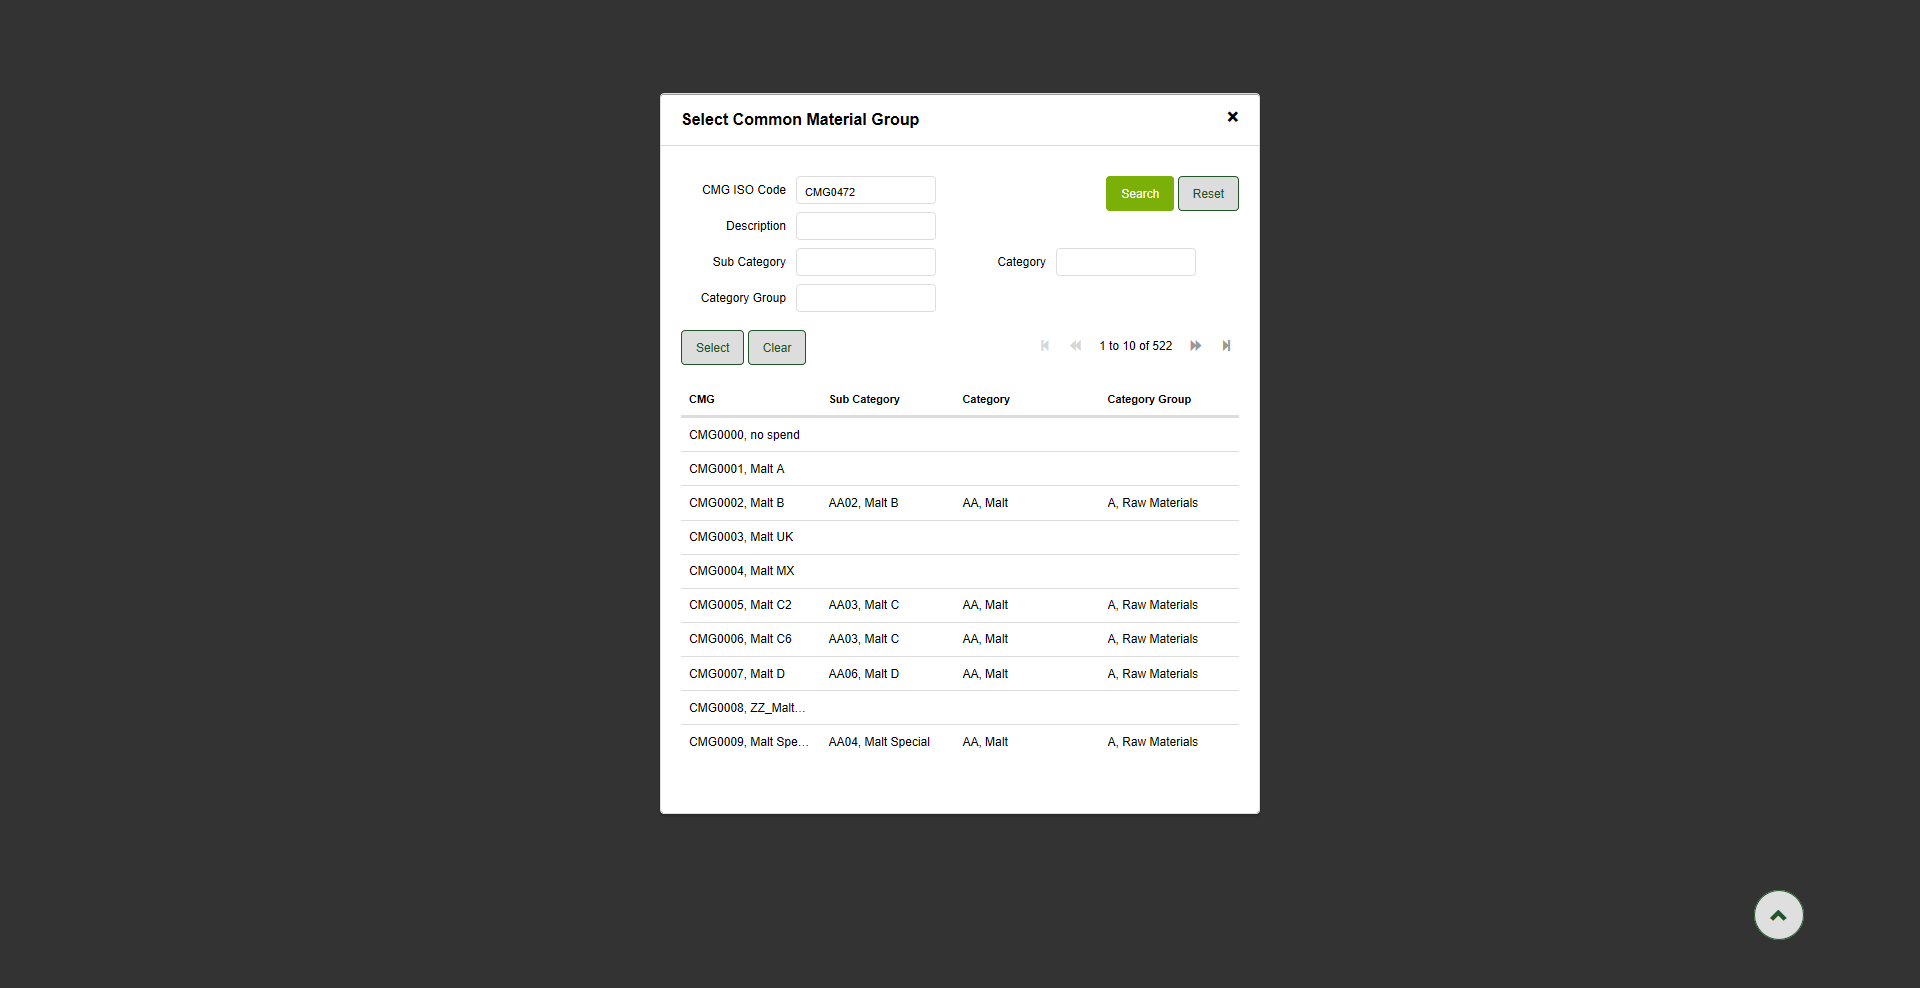 Select Common Material Group
CMG ISO Code CMG0472 Search Reset
Description
Sub Category Category
Category Group
Select Clear 1 to 10 of 522
CMG Sub Category Category Category Group
CMG0000, no spend
CMG0001, Malt A
CMG0002, Malt B AA02, Malt B AA, Malt A, Raw Materials
CMG0003, Malt UK
CMG0004, Malt MX
CMG0005, Malt C2 AA03, Malt C AA, Malt A, Raw Materials
CMG0006, Malt C6 AA03, Malt C AA, Malt A, Raw Materials
CMG0007, Malt D AA06, Malt D AA, Malt A, Raw Materials
CMG0008, ZZ_Malt...
CMG0009, Malt Spe... AA04, Malt Special AA, Malt A, Raw Materials